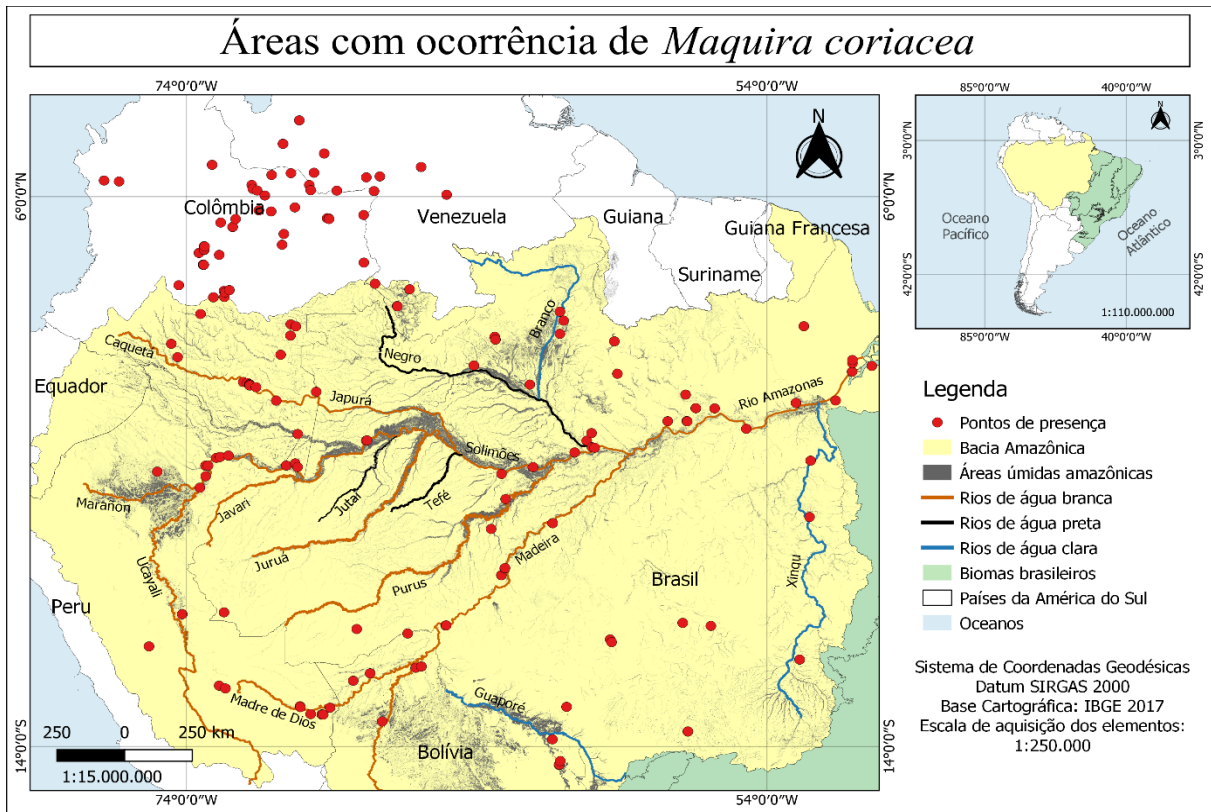 Áreas com ocorrência de Maquira coriacea
74°0'0"W
54°0'0"W
6°0'0"N
14°0'0"S
74°0'0"W
54°0'0"W
6°0'0"N
14°0'0"S
N
Colômbia
Venezuela
Guiana
Guiana Francesa
Suriname
Equador
Peru
Brasil
Bolívia
Caquetá
Japurá
Negro
Branco
Rio Amazonas
Solimões
Marañon
Javari
Jutaí
Tefé
Juruá
Ucayali
Purus
Madeira
Xingu
Madre de Dios
Guaporé
250 0 250 km
1:15.000.000
85°0'0"W
40°0'0"W
3°0'0"N
3°0'0"N
42°0'0"S
42°0'0"S
85°0'0"W
40°0'0"W
N
Oceano
Pacífico
Oceano
Atlântico
1:110.000.000
Legenda
Pontos de presença
Bacia Amazônica
Áreas úmidas amazônicas
Rios de água branca
Rios de água preta
Rios de água clara
Biomas brasileiros
Países da América do Sul
Oceanos
Sistema de Coordenadas Geodésicas
Datum SIRGAS 2000
Base Cartográfica: IBGE 2017
Escala de aquisição dos elementos:
1:250.000